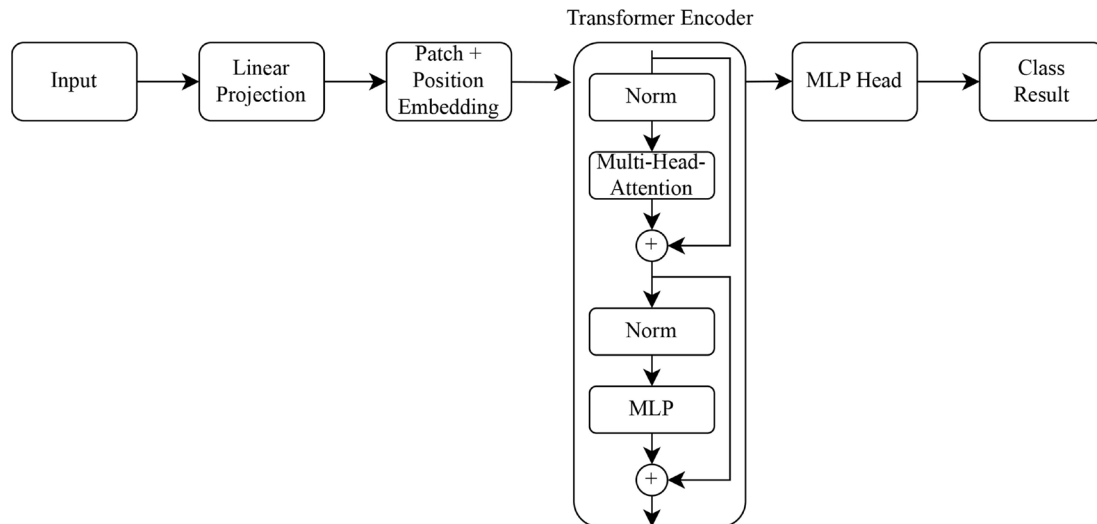 Transformer Encoder
Input
Linear
Projection
Patch +
Position
Embedding
Norm
Multi-Head-
Attention
+
Norm
MLP
+
MLP Head
Class
Result